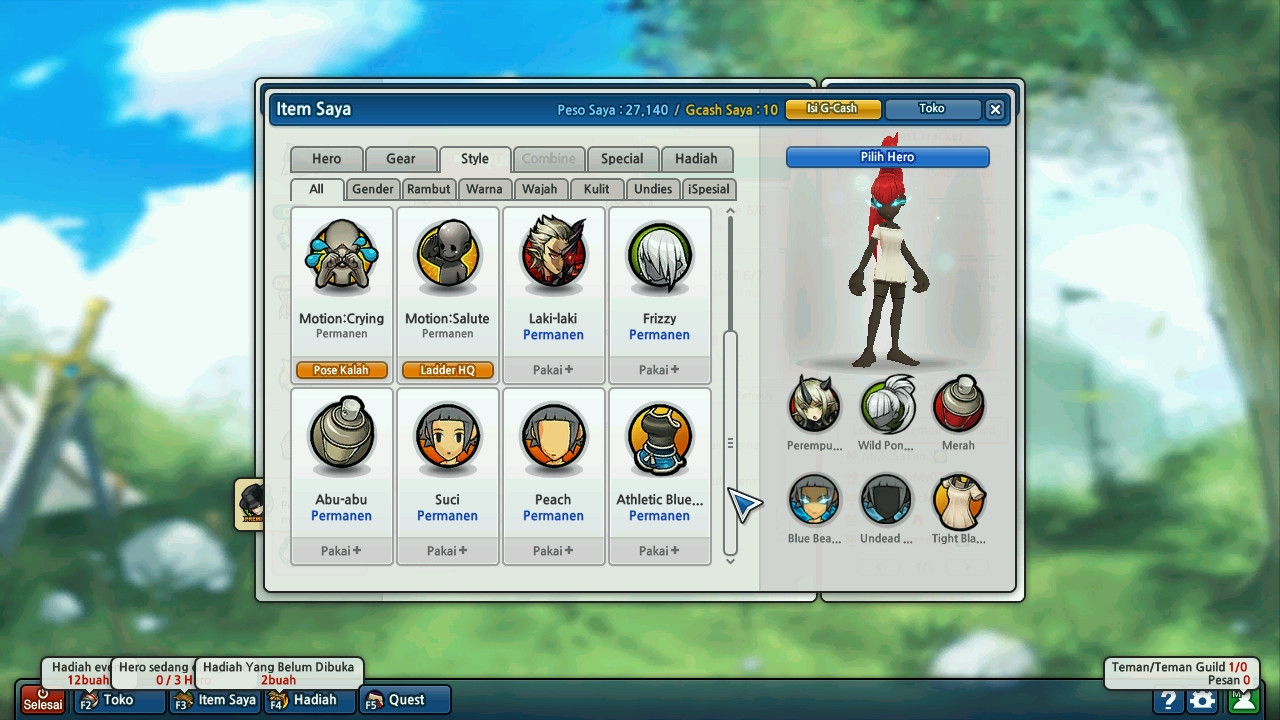 Item Saya
Peso Saya : 27,140 / Gcash Saya : 10
Isi G-Cash
Toko
Hero
Gear
Style
Combine
Special
Hadiah
Pilih Hero
All
Gender
Rambut
Warna
Wajah
Kulit
Undies
iSpesial
Motion:Crying
Permanen
Pose Kalah
Motion:Salute
Permanen
Ladder HQ
Laki-laki
Permanen
Pakai+
Frizzy
Permanen
Pakai+
Abu-abu
Permanen
Pakai+
Suci
Permanen
Pakai+
Peach
Permanen
Pakai+
Athletic Blue...
Permanen
Pakai+
Perempu...
Wild Pon...
Merah
Blue Bea...
Undead ...
Tight Bla...
Hadiah eve
12buah
Hero sedang
0 / 3 H
Hadiah Yang Belum Dibuka
2buah
Teman/Teman Guild 1/0
Pesan 0
Selesai
F2 Toko
F3 Item Saya
F4 Hadiah
F5 Quest
?